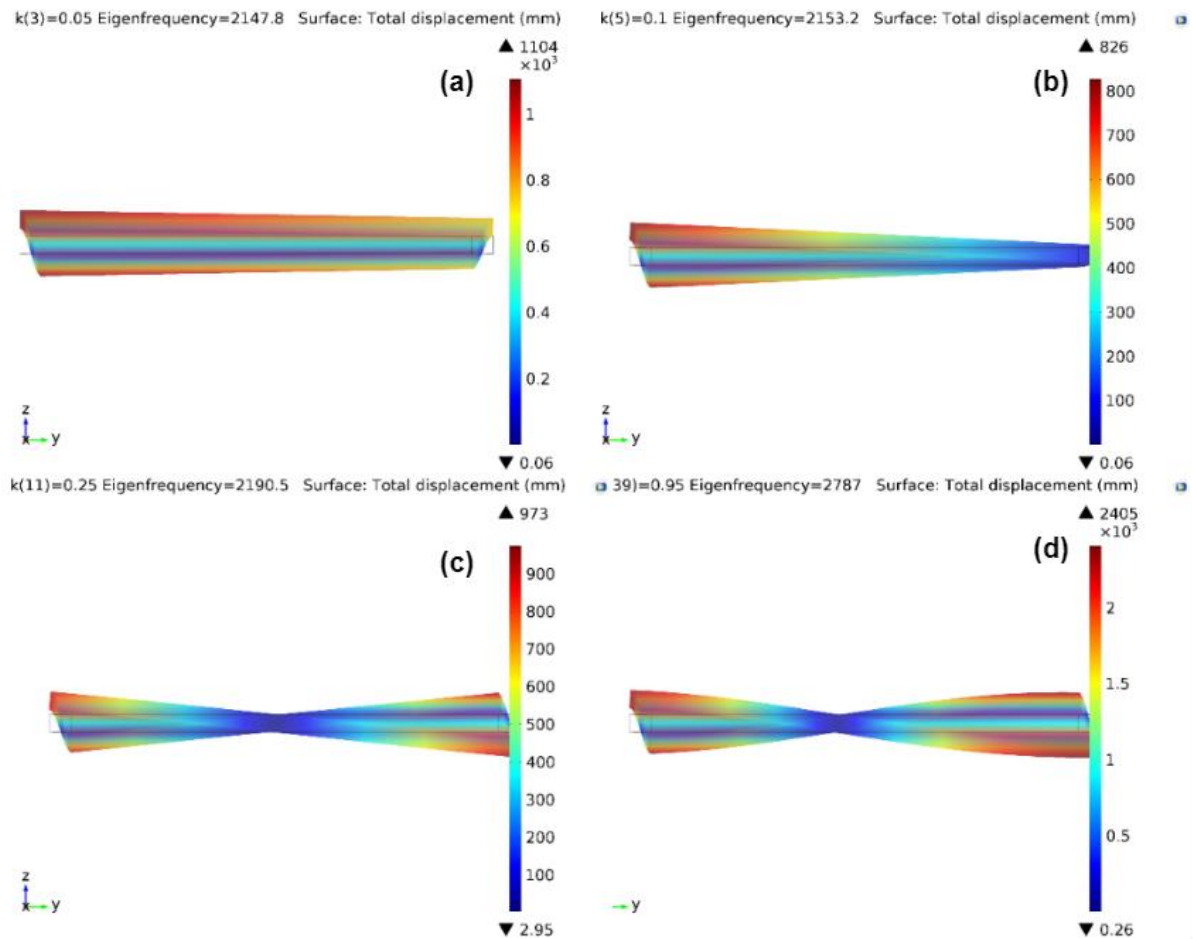 k(3)=0.05 Eigenfrequency=2147.8 Surface: Total displacement (mm)
▲ 1104
×10³
(a)
1
0.8
0.6
0.4
0.2
z
x y
▼ 0.06
k(5)=0.1 Eigenfrequency=2153.2 Surface: Total displacement (mm)
▲ 826
(b)
800
700
600
500
400
300
200
100
z
x y
▼ 0.06
k(11)=0.25 Eigenfrequency=2190.5 Surface: Total displacement (mm)
▲ 973
(c)
900
800
700
600
500
400
300
200
100
z
x y
▼ 2.95
39)=0.95 Eigenfrequency=2787 Surface: Total displacement (mm)
▲ 2405
×10³
(d)
2
1.5
1
0.5
y
▼ 0.26